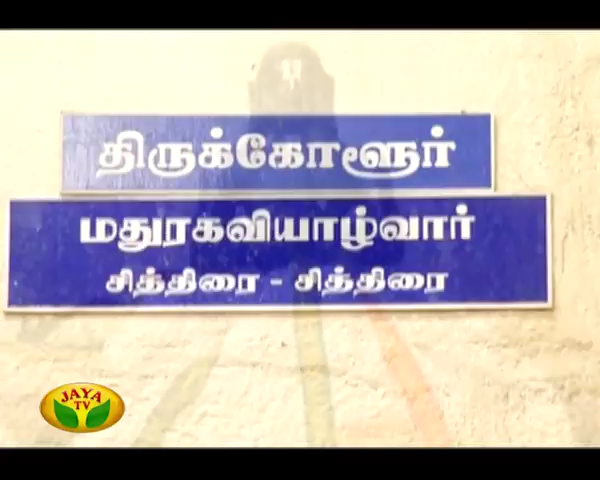 திருக்கோளூர்
மதுரகவியாழ்வார்
சித்திரை - சித்திரை
JAYA
TV